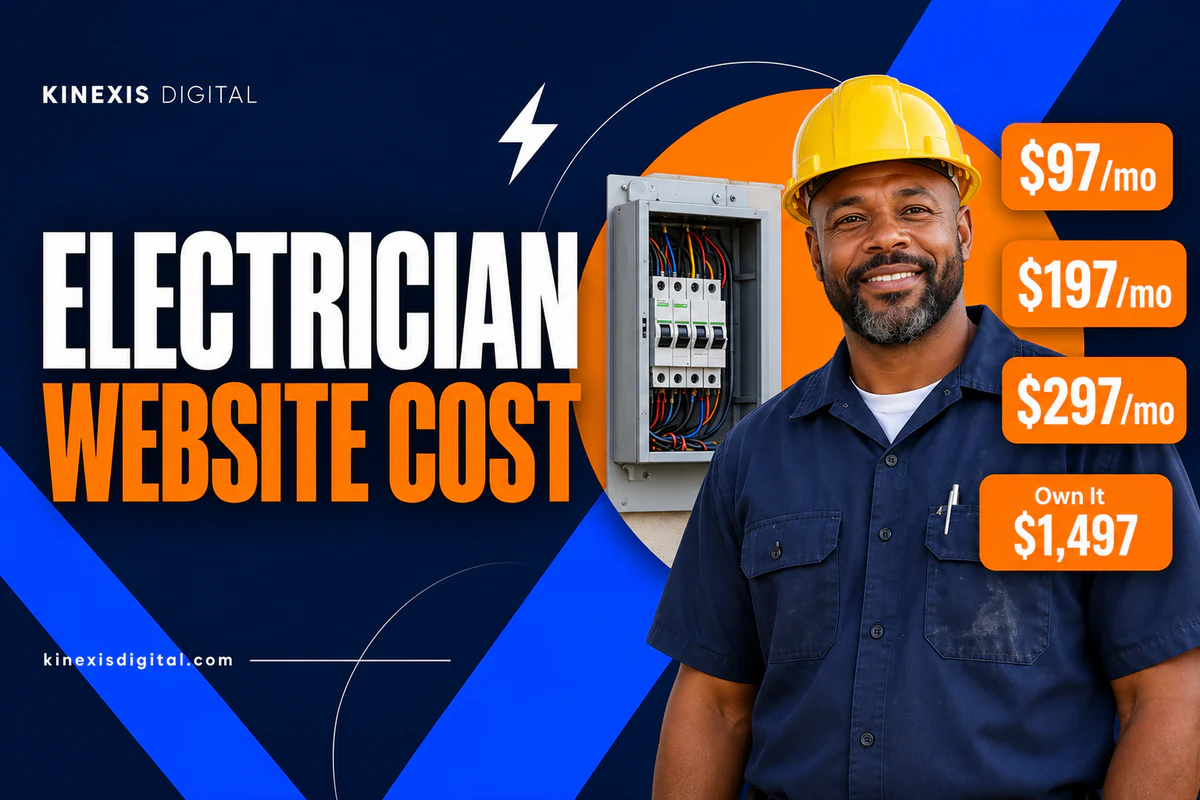 KINEXIS DIGITAL
ELECTRICIAN
WEBSITE COST
kinexisdigital.com
$97/mo
$197/mo
$297/mo
Own It
$1,497